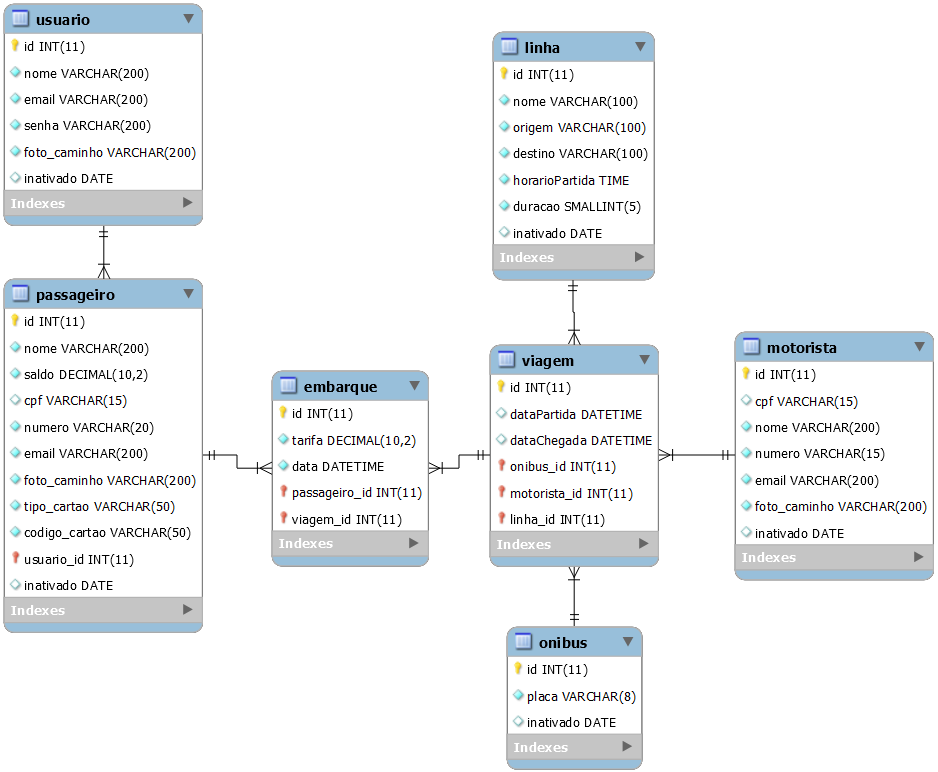 usuario
id INT(11)
nome VARCHAR(200)
email VARCHAR(200)
senha VARCHAR(200)
foto_caminho VARCHAR(200)
inativado DATE
Indexes
passageiro
id INT(11)
nome VARCHAR(200)
saldo DECIMAL(10,2)
cpf VARCHAR(15)
numero VARCHAR(20)
email VARCHAR(200)
foto_caminho VARCHAR(200)
tipo_cartao VARCHAR(50)
codigo_cartao VARCHAR(50)
usuario_id INT(11)
inativado DATE
Indexes
embarque
id INT(11)
tarifa DECIMAL(10,2)
data DATETIME
passageiro_id INT(11)
viagem_id INT(11)
Indexes
linha
id INT(11)
nome VARCHAR(100)
origem VARCHAR(100)
destino VARCHAR(100)
horarioPartida TIME
duracao SMALLINT(5)
inativado DATE
Indexes
viagem
id INT(11)
dataPartida DATETIME
dataChegada DATETIME
onibus_id INT(11)
motorista_id INT(11)
linha_id INT(11)
Indexes
onibus
id INT(11)
placa VARCHAR(8)
inativado DATE
Indexes
motorista
id INT(11)
cpf VARCHAR(15)
nome VARCHAR(200)
numero VARCHAR(15)
email VARCHAR(200)
foto_caminho VARCHAR(200)
inativado DATE
Indexes